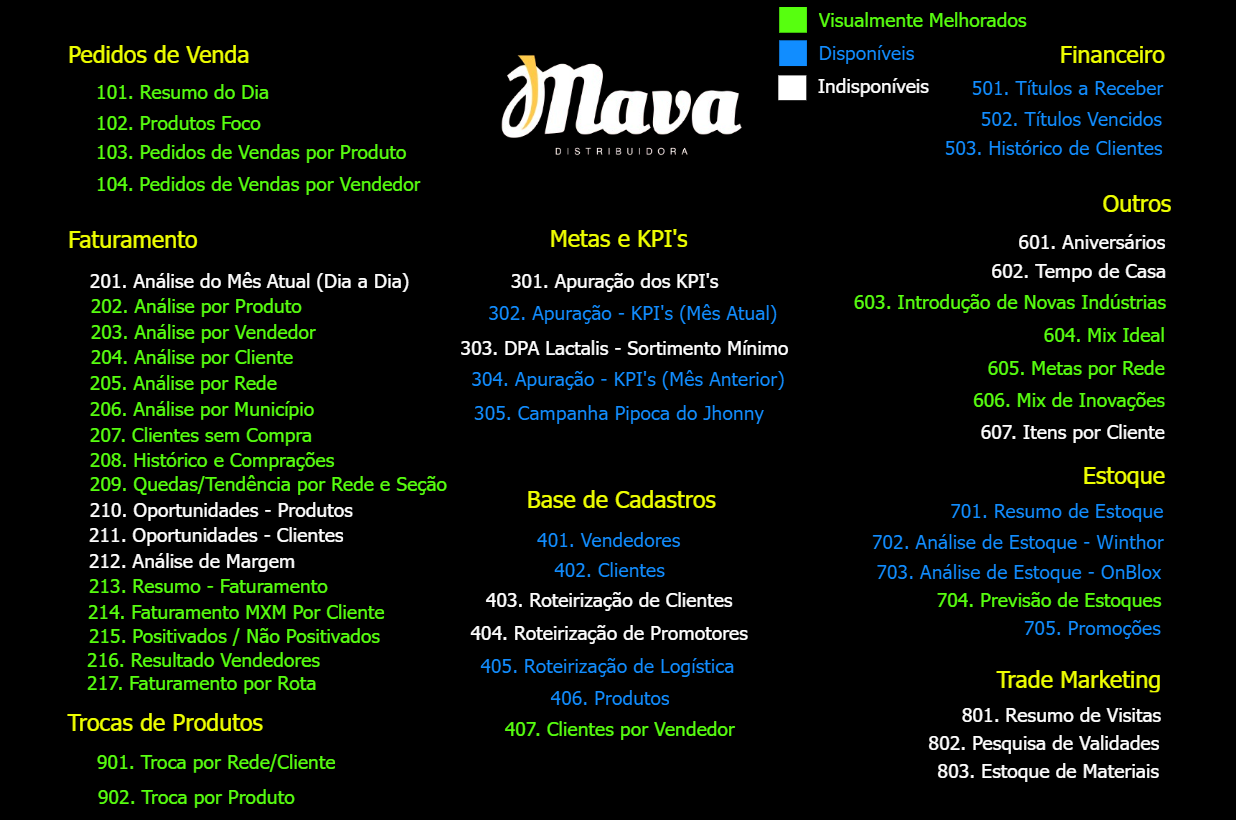 Pedidos de Venda
101. Resumo do Dia
102. Produtos Foco
103. Pedidos de Vendas por Produto
104. Pedidos de Vendas por Vendedor
Faturamento
201. Análise do Mês Atual (Dia a Dia)
202. Análise por Produto
203. Análise por Vendedor
204. Análise por Cliente
205. Análise por Rede
206. Análise por Município
207. Clientes sem Compra
208. Histórico e Comprações
209. Quedas/Tendência por Rede e Seção
210. Oportunidades - Produtos
211. Oportunidades - Clientes
212. Análise de Margem
213. Resumo - Faturamento
214. Faturamento MXM Por Cliente
215. Positivados / Não Positivados
216. Resultado Vendedores
217. Faturamento por Rota
Trocas de Produtos
901. Troca por Rede/Cliente
902. Troca por Produto
Mava
DISTRIBUIDORA
Metas e KPI's
301. Apuração dos KPI's
302. Apuração - KPI's (Mês Atual)
303. DPA Lactalis - Sortimento Mínimo
304. Apuração - KPI's (Mês Anterior)
305. Campanha Pipoca do Jhonny
Base de Cadastros
401. Vendedores
402. Clientes
403. Roteirização de Clientes
404. Roteirização de Promotores
405. Roteirização de Logística
406. Produtos
407. Clientes por Vendedor
Visualmente Melhorados
Disponíveis
Indisponíveis
Financeiro
501. Títulos a Receber
502. Títulos Vencidos
503. Histórico de Clientes
Outros
601. Aniversários
602. Tempo de Casa
603. Introdução de Novas Indústrias
604. Mix Ideal
605. Metas por Rede
606. Mix de Inovações
607. Itens por Cliente
Estoque
701. Resumo de Estoque
702. Análise de Estoque - Winthor
703. Análise de Estoque - OnBlox
704. Previsão de Estoques
705. Promoções
Trade Marketing
801. Resumo de Visitas
802. Pesquisa de Validades
803. Estoque de Materiais